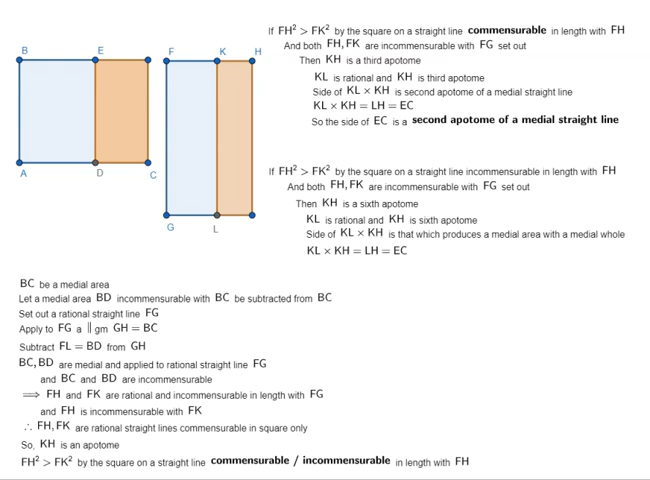 If FH² > FK² by the square on a straight line commensurable in length with FH
And both FH, FK are incommensurable with FG set out
Then KH is a third apotome
KL is rational and KH is third apotome
Side of KL × KH is second apotome of a medial straight line
KL × KH = LH = EC
So the side of EC is a second apotome of a medial straight line
B E F K H
A D C
G L
If FH² > FK² by the square on a straight line incommensurable in length with FH
And both FH, FK are incommensurable with FG set out
Then KH is a sixth apotome
KL is rational and KH is sixth apotome
Side of KL × KH is that which produces a medial area with a medial whole
KL × KH = LH = EC
BC be a medial area
Let a medial area BD incommensurable with BC be subtracted from BC
Set out a rational straight line FG
Apply to FG a ∥gm GH = BC
Subtract FL = BD from GH
BC, BD are medial and applied to rational straight line FG
and BC and BD are incommensurable
⟹ FH and FK are rational and incommensurable in length with FG
and FH is incommensurable with FK
∴ FH, FK are rational straight lines commensurable in square only
So, KH is an apotome
FH² > FK² by the square on a straight line commensurable / incommensurable in length with FH